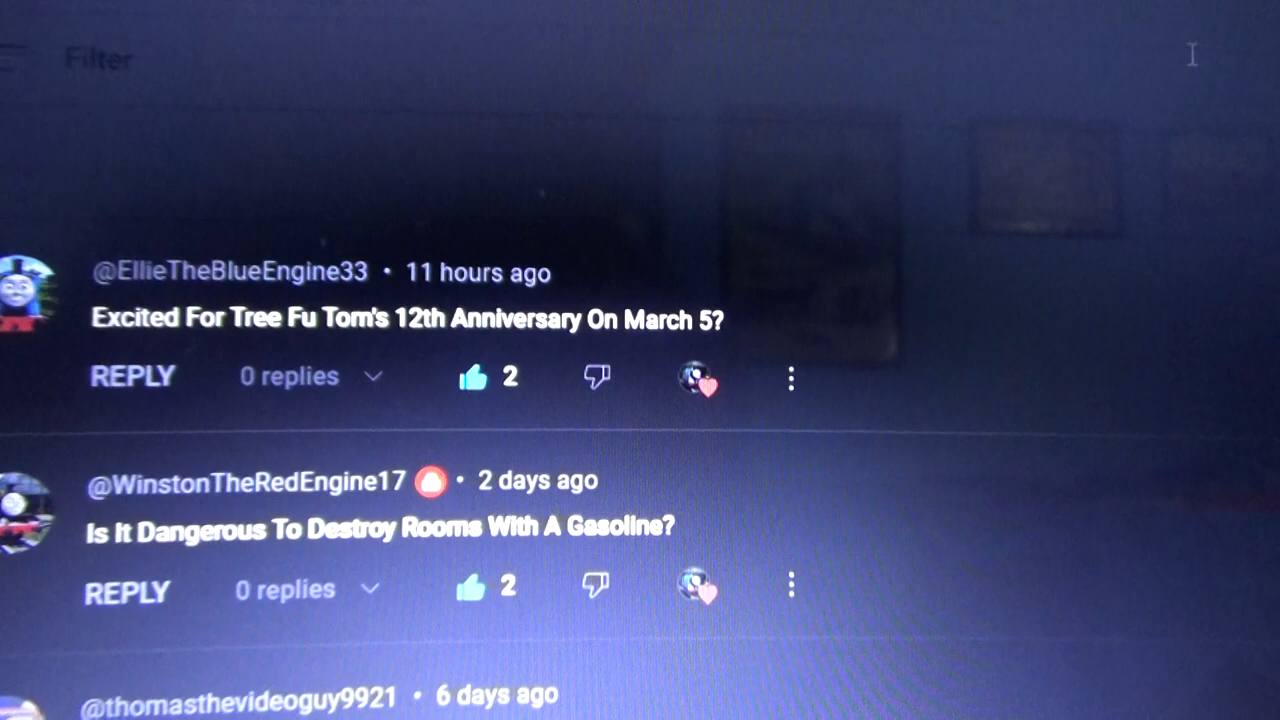 Filter
@EllieTheBlueEngine33 • 11 hours ago
Excited For Tree Fu Tom's 12th Anniversary On March 5?
REPLY 0 replies 2
@WinstonTheRedEngine17 • 2 days ago
Is It Dangerous To Destroy Rooms With A Gasoline?
REPLY 0 replies 2
@thomasthevideoguy9921 • 6 days ago